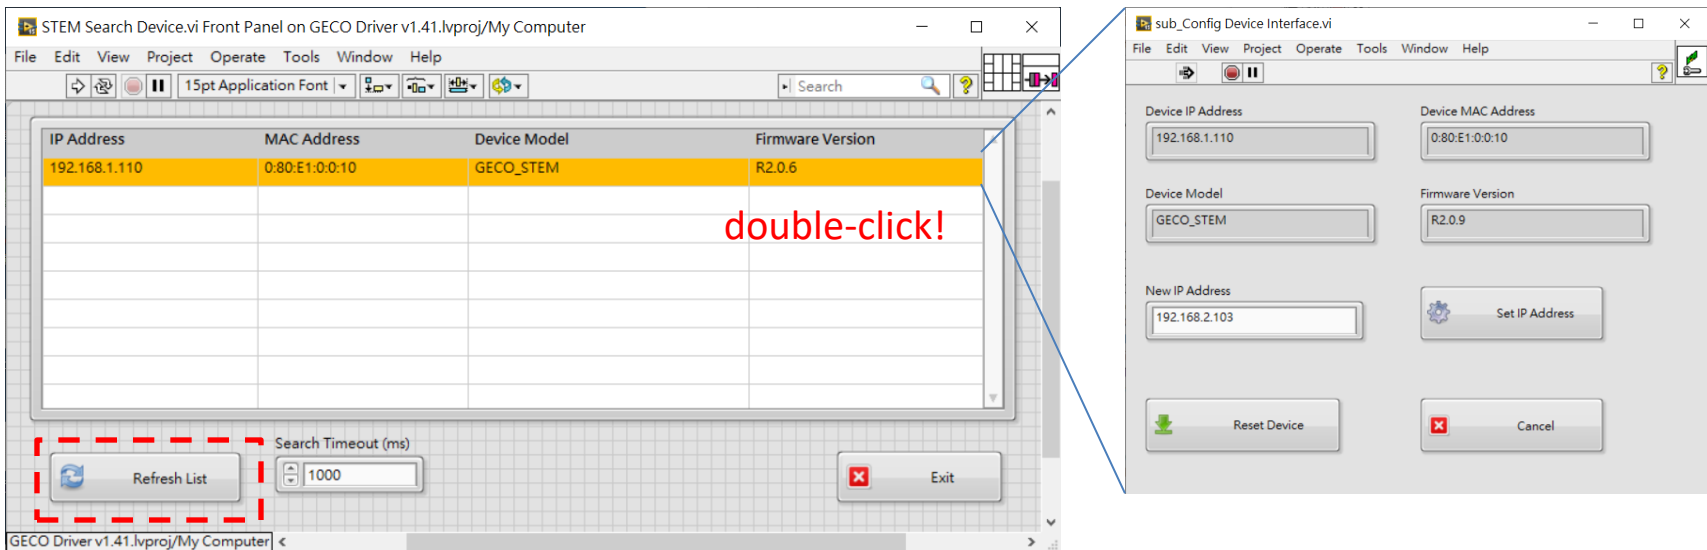 STEM Search Device.vi Front Panel on GECO Driver v1.41.lvproj/My Computer
File Edit View Project Operate Tools Window Help
15pt Application Font
Search
IP Address MAC Address Device Model Firmware Version
192.168.1.110 0:80:E1:0:0:10 GECO_STEM R2.0.6
double-click!
Search Timeout (ms)
Refresh List
1000
Exit
GECO Driver v1.41.lvproj/My Computer
sub_Config Device Interface.vi
File Edit View Project Operate Tools Window Help
Device IP Address Device MAC Address
192.168.1.110 0:80:E1:0:0:10
Device Model Firmware Version
GECO_STEM R2.0.9
New IP Address
192.168.2.103 Set IP Address
Reset Device Cancel